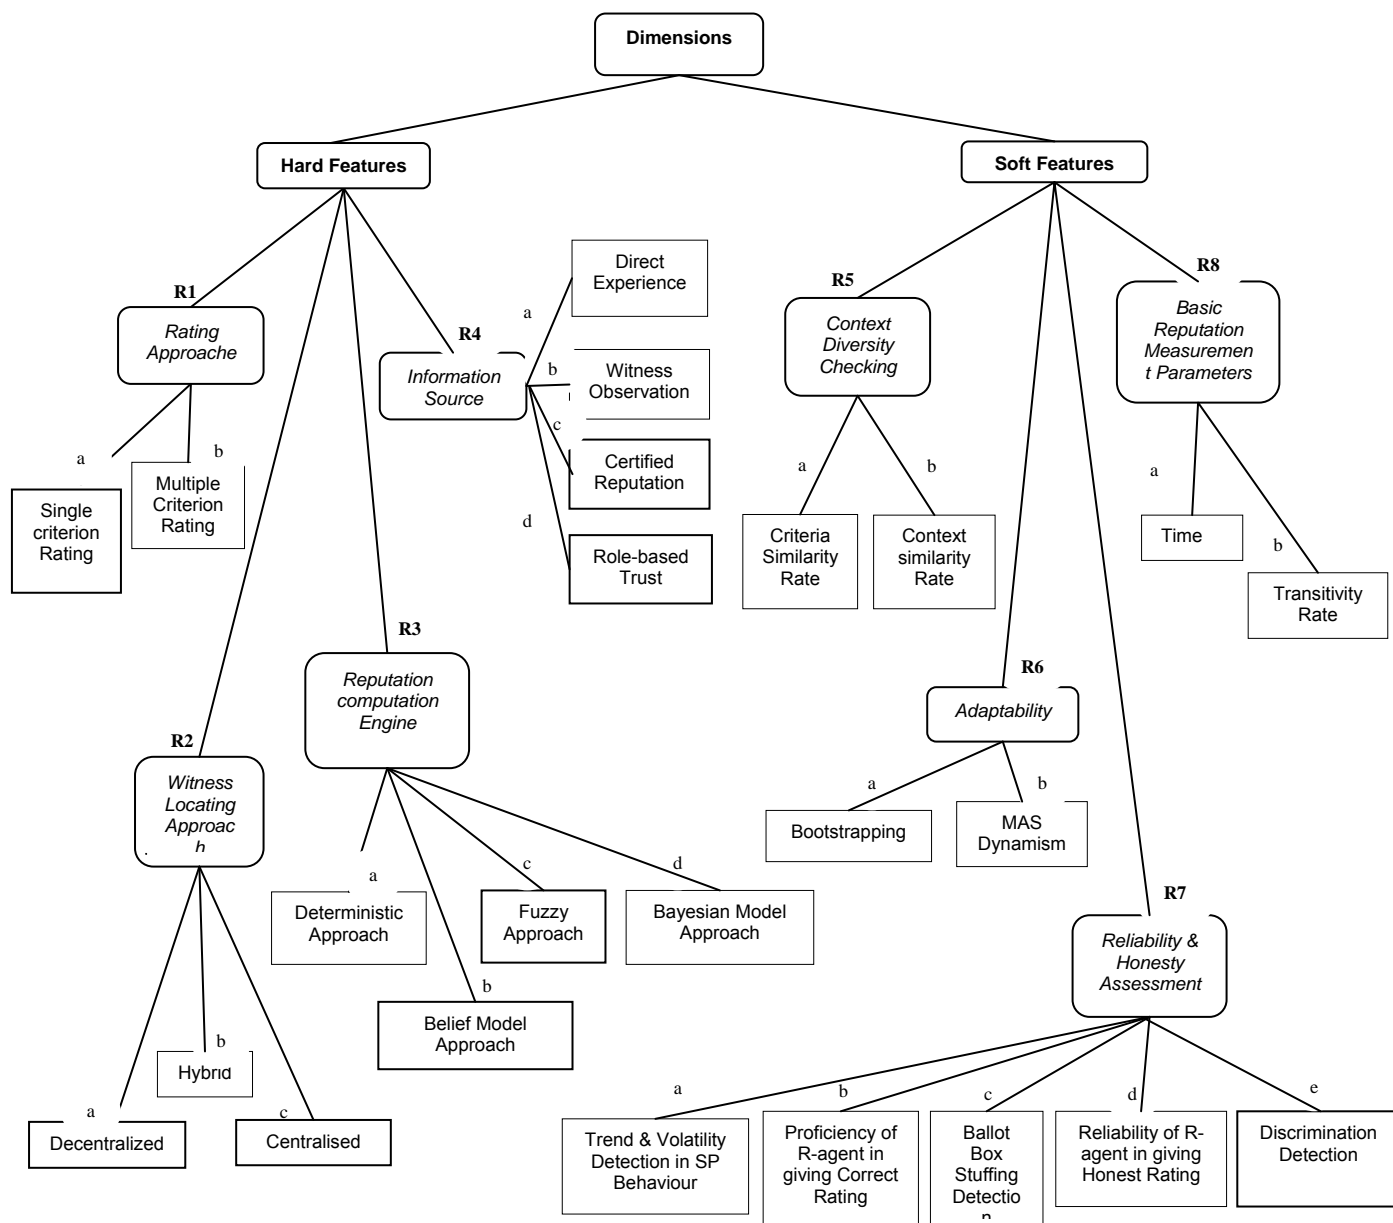 Dimensions
Hard Features
Soft Features
R1
Rating
Approache
a
Single
criterion
Rating
b
Multiple
Criterion
Rating
R2
Witness
Locating
Approac
h
a
Decentralized
b
Hybrid
c
Centralised
R3
Reputation
computation
Engine
a
Deterministic
Approach
b
Belief Model
Approach
c
Fuzzy
Approach
d
Bayesian Model
Approach
R4
Information
Source
a
Direct
Experience
b
Witness
Observation
c
Certified
Reputation
d
Role-based
Trust
R5
Context
Diversity
Checking
a
Criteria
Similarity
Rate
b
Context
similarity
Rate
R6
Adaptability
a
Bootstrapping
b
MAS
Dynamism
R7
Reliability &
Honesty
Assessment
a
Trend & Volatility
Detection in SP
Behaviour
b
Proficiency of
R-agent in
giving Correct
Rating
c
Ballot
Box
Stuffing
Detectio
n
d
Reliability of R-
agent in giving
Honest Rating
e
Discrimination
Detection
R8
Basic
Reputation
Measuremen
t Parameters
a
Time
b
Transitivity
Rate